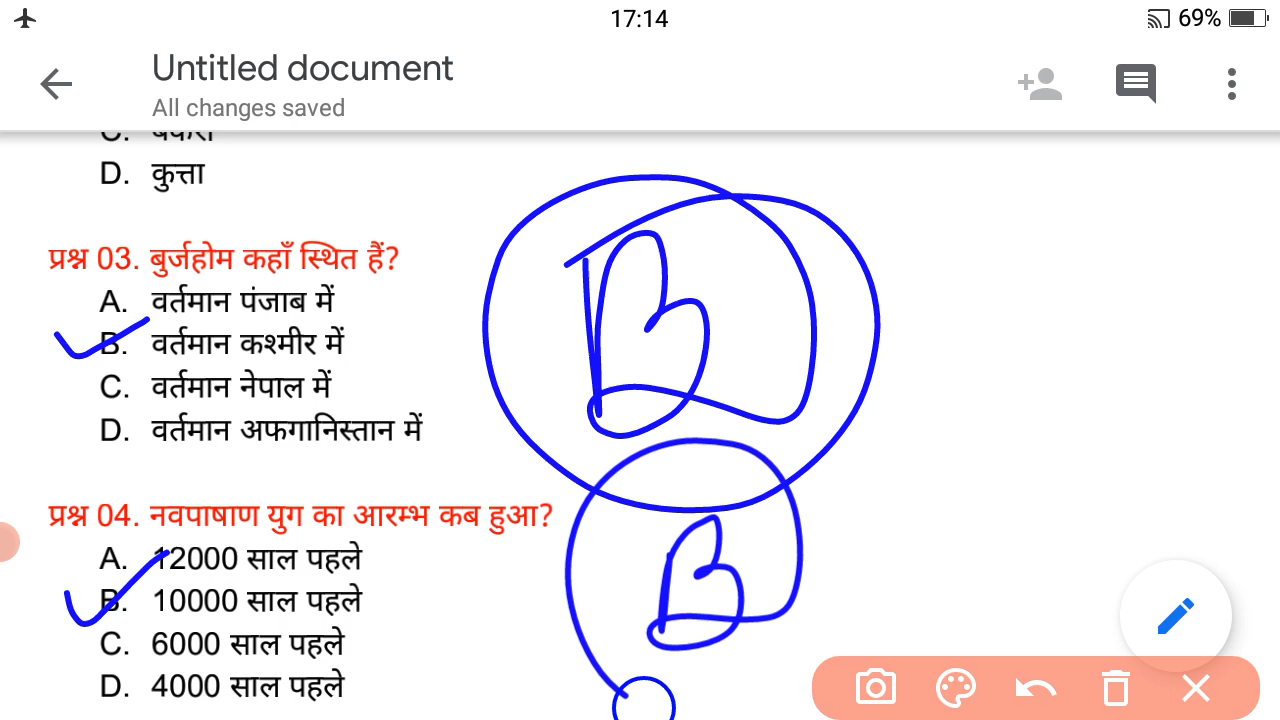 17:14
69%
Untitled document
All changes saved
C. बकरी
D. कुत्ता
प्रश्न 03. बुर्जहोम कहाँ स्थित हैं?
A. वर्तमान पंजाब में
B. वर्तमान कश्मीर में
C. वर्तमान नेपाल में
D. वर्तमान अफगानिस्तान में
B
प्रश्न 04. नवपाषाण युग का आरम्भ कब हुआ?
A. 12000 साल पहले
B. 10000 साल पहले
C. 6000 साल पहले
D. 4000 साल पहले
B